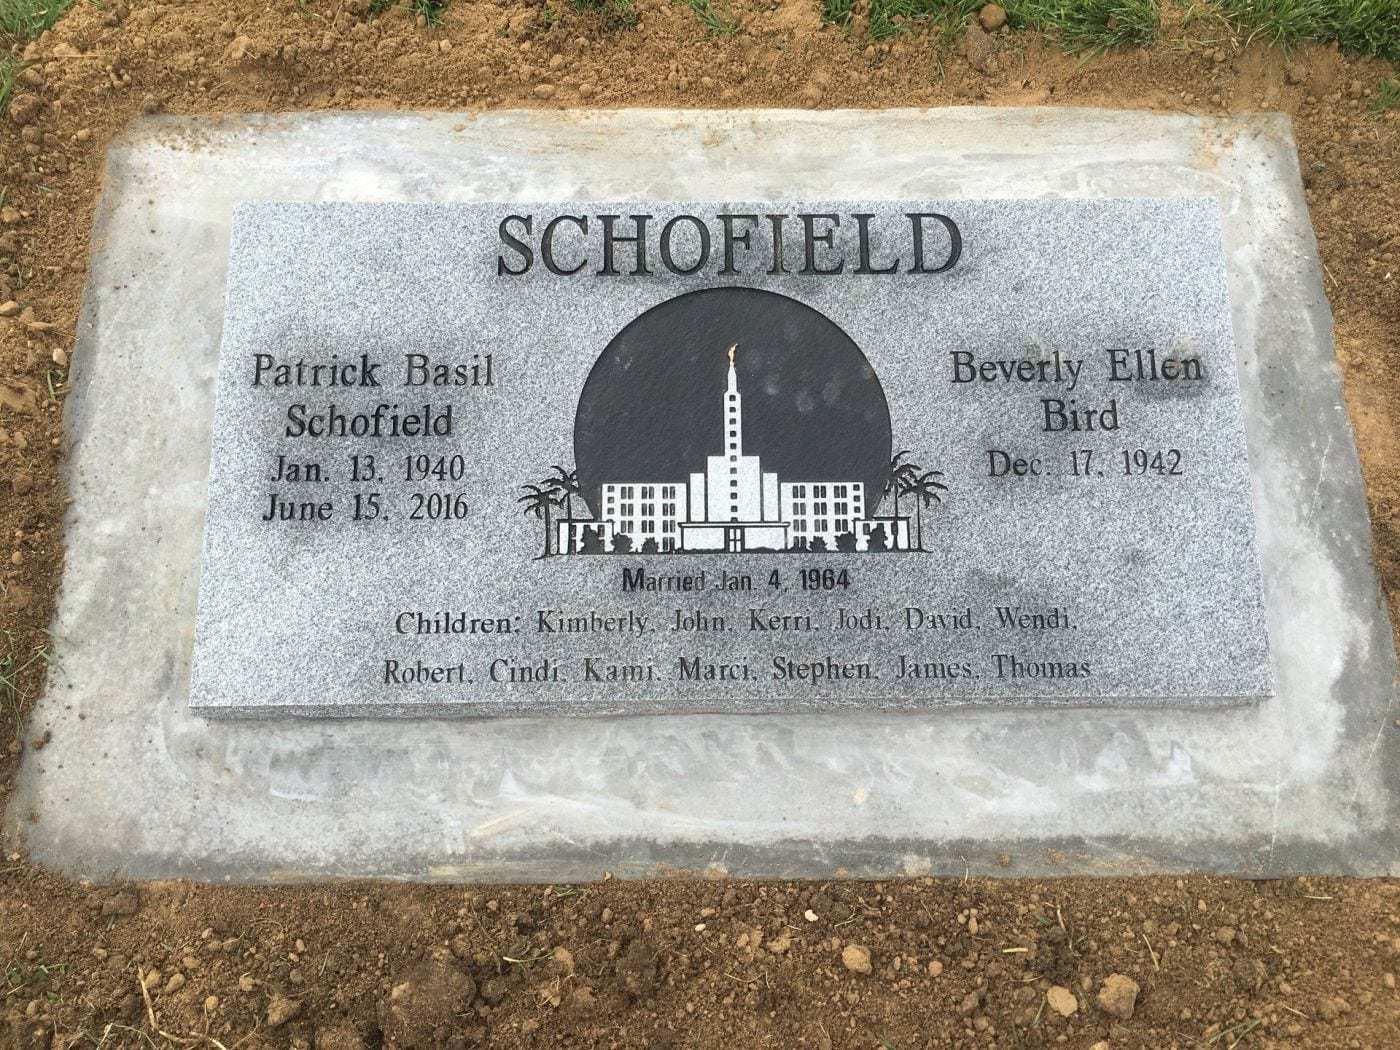 SCHOFIELD
Patrick Basil
Schofield
Jan. 13, 1940
June 15, 2016
Beverly Ellen
Bird
Dec. 17, 1942
Married Jan. 4, 1964
Children: Kimberly, John, Kerri, Jodi, David, Wendi,
Robert, Cindi, Kami, Marci, Stephen, James, Thomas